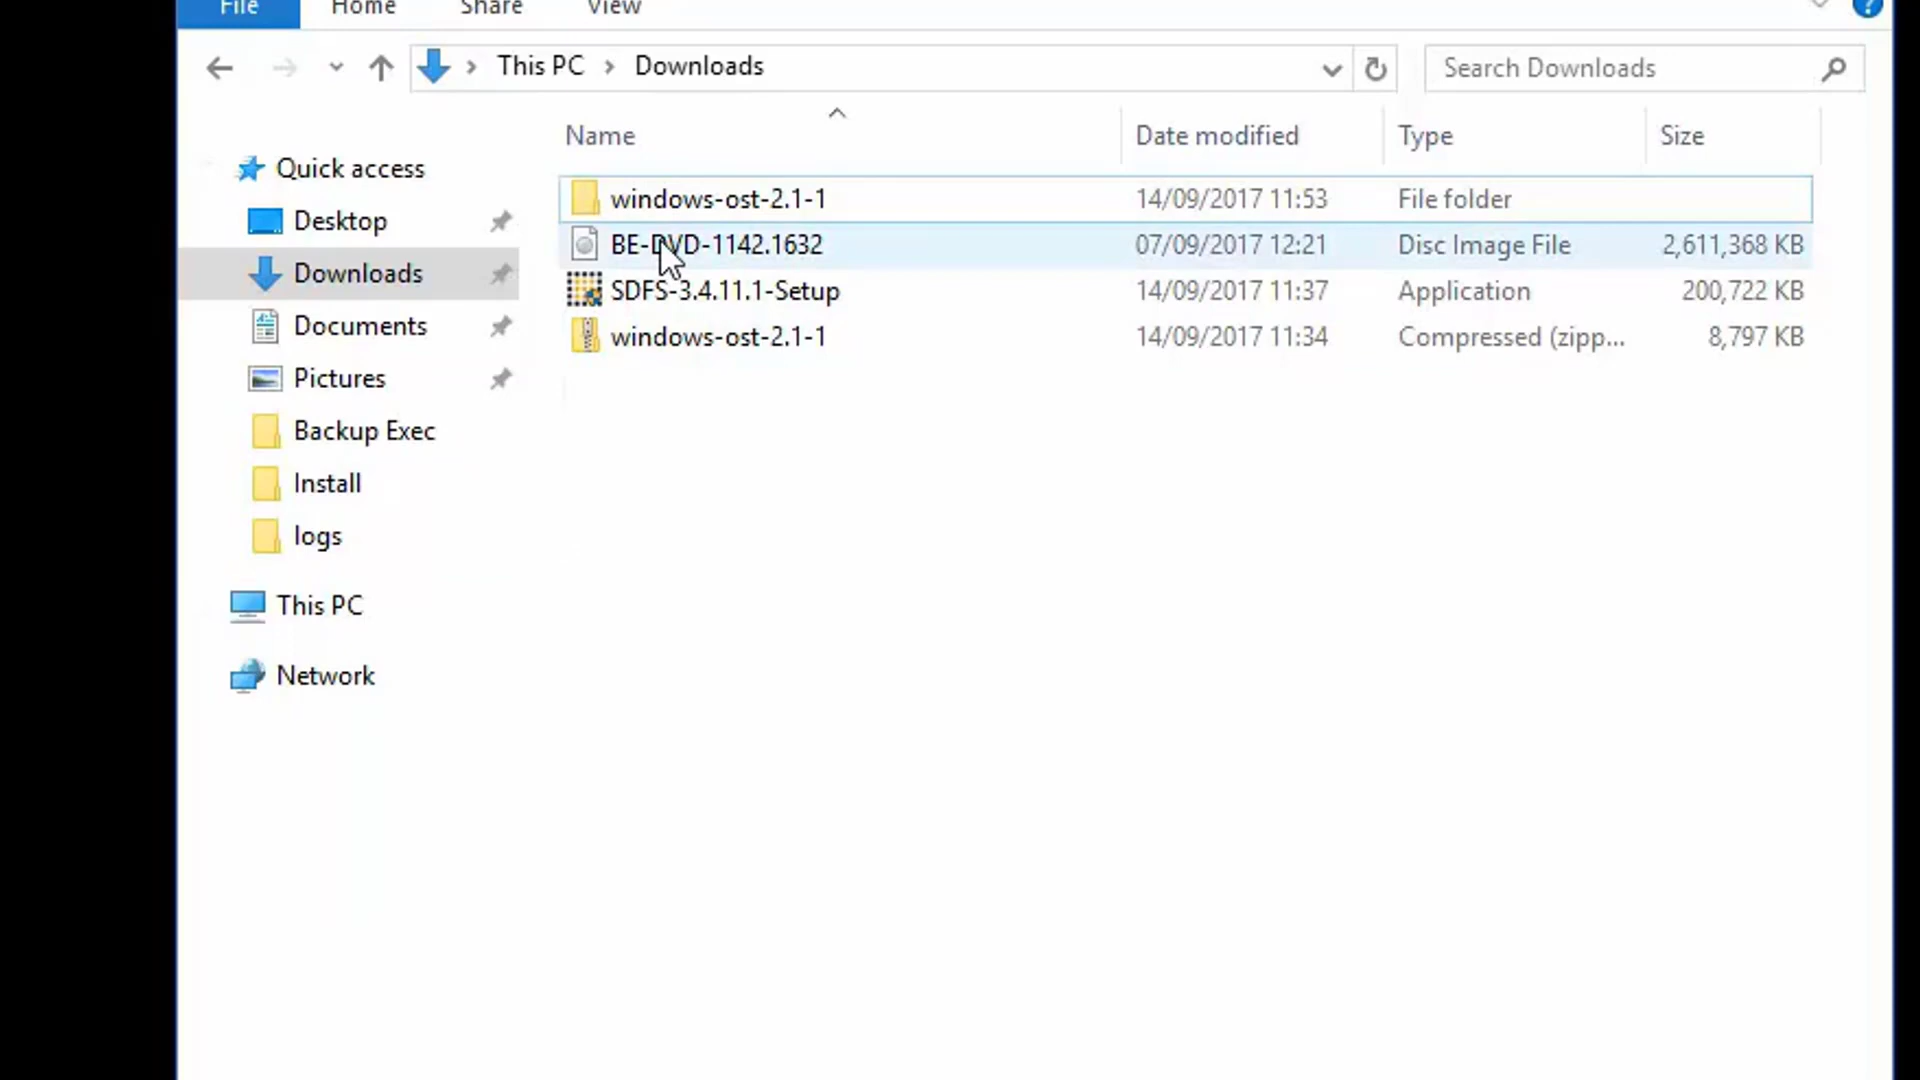 File Home Share View ?
This PC Downloads
Search Downloads
Name Date modified Type Size
Quick access
Desktop
Downloads
Documents
Pictures
Backup Exec
Install
logs
This PC
Network
windows-ost-2.1-1 14/09/2017 11:53 File folder
BE-DVD-1142.1632 07/09/2017 12:21 Disc Image File 2,611,368 KB
SDFS-3.4.11.1-Setup 14/09/2017 11:37 Application 200,722 KB
windows-ost-2.1-1 14/09/2017 11:34 Compressed (zipp... 8,797 KB